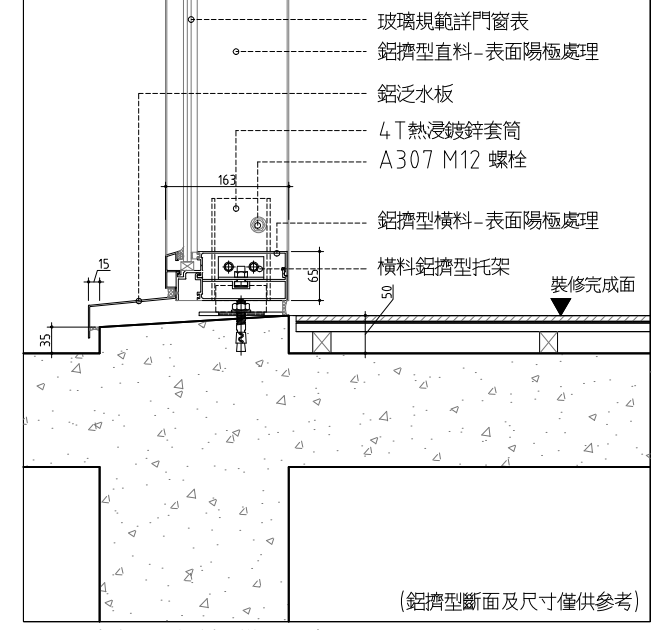 玻璃規範詳門窗表
鋁擠型直料-表面陽極處理
鋁泛水板
4T熱浸鍍鋅套筒
A307 M12 螺栓
163
鋁擠型橫料-表面陽極處理
橫料鋁擠型托架
15
65
50
裝修完成面
35
(鋁擠型斷面及尺寸僅供參考)